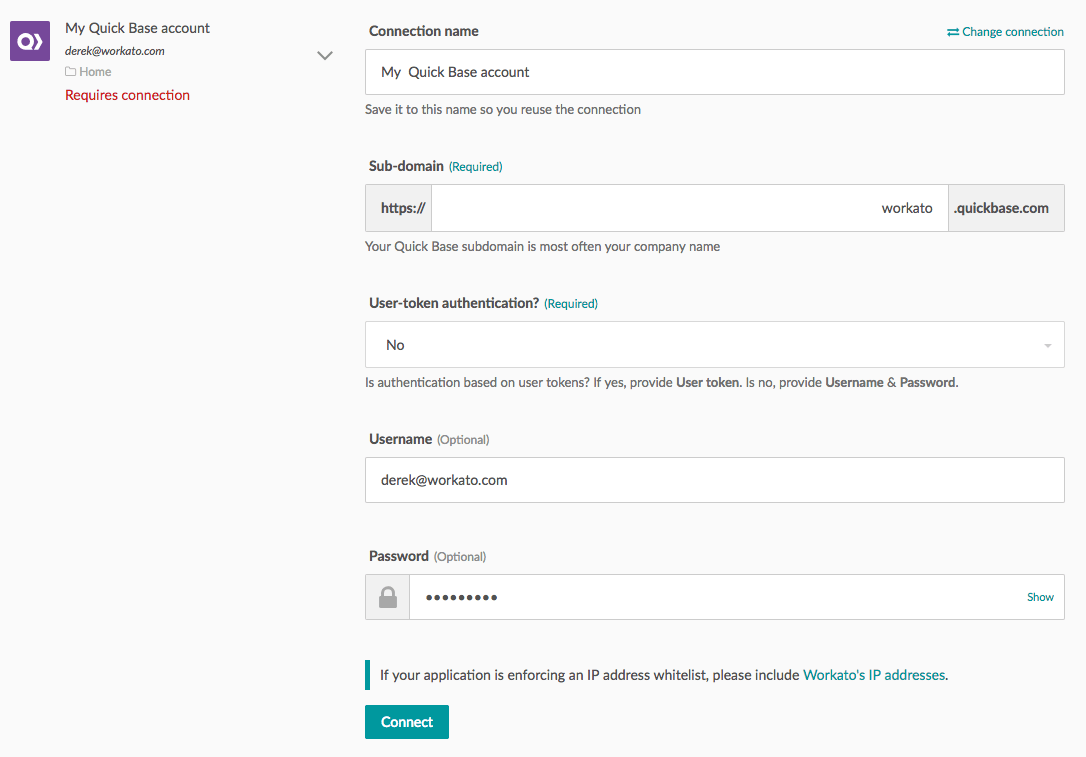 My Quick Base account
derek@workato.com
Home
Requires connection
Connection name
Change connection
My  Quick Base account
Save it to this name so you reuse the connection
Sub-domain (Required)
https:// workato .quickbase.com
Your Quick Base subdomain is most often your company name
User-token authentication? (Required)
No
Is authentication based on user tokens? If yes, provide User token. Is no, provide Username & Password.
Username (Optional)
derek@workato.com
Password (Optional)
•••••••••
Show
If your application is enforcing an IP address whitelist, please include Workato's IP addresses.
Connect